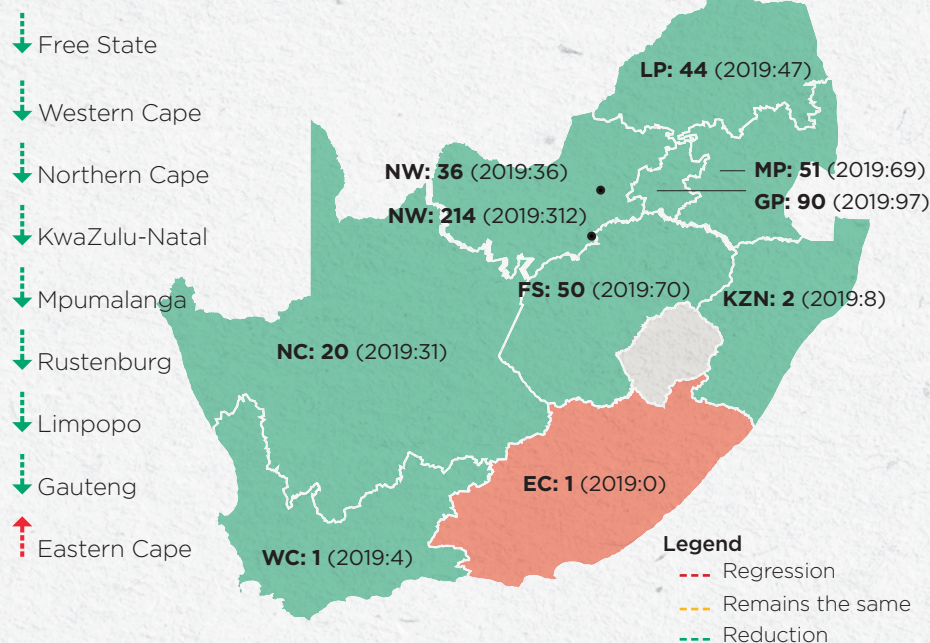 Free State
Western Cape
Northern Cape
KwaZulu-Natal
Mpumalanga
Rustenburg
Limpopo
Gauteng
Eastern Cape
LP: 44 (2019:47)
NW: 36 (2019:36)
MP: 51 (2019:69)
GP: 90 (2019:97)
NW: 214 (2019:312)
FS: 50 (2019:70)
KZN: 2 (2019:8)
NC: 20 (2019:31)
EC: 1 (2019:0)
WC: 1 (2019:4)
Legend
Regression
Remains the same
Reduction